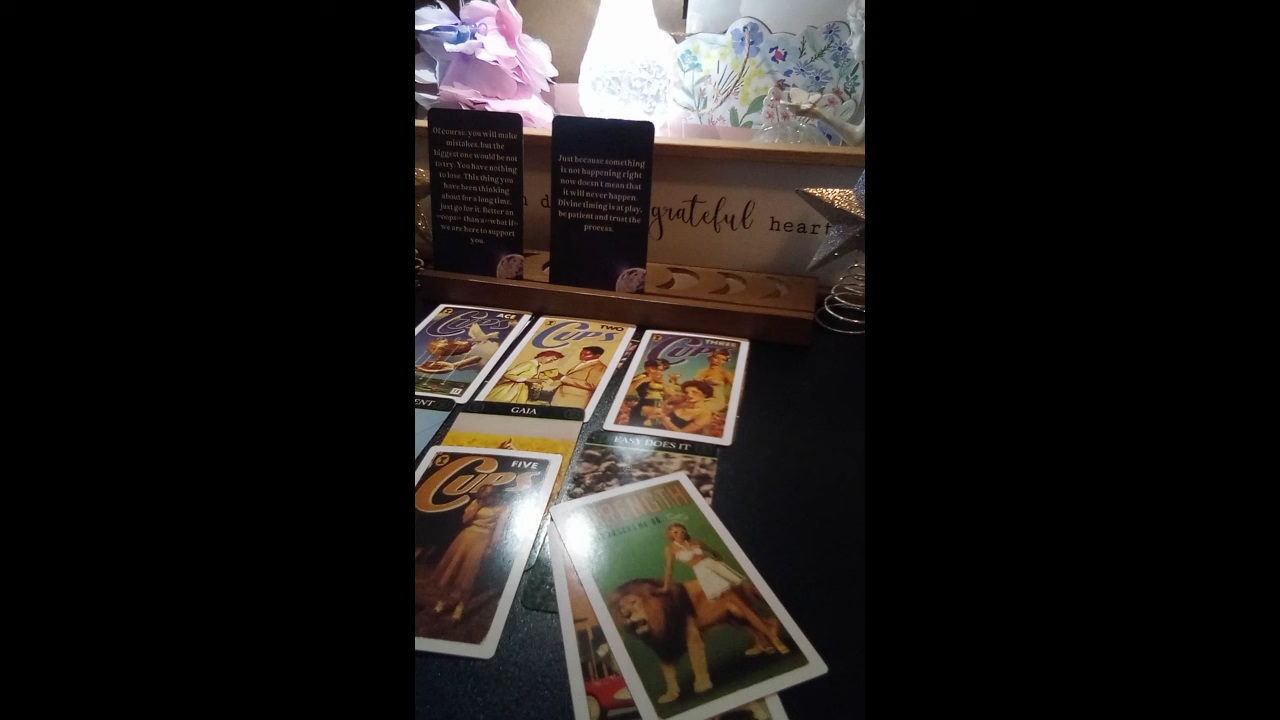 Of course, you will make
mistakes, but the
biggest one would be not
to try. You have nothing
to lose. This thing you
have been thinking
about for a long time,
just go for it. Better an
«oops» than a «what if»
we are here to support
you.
Just because something
is not happening right
now doesn't mean that
it will never happen.
Divine timing is at play,
be patient and trust the
process.
grateful heart
ACE
Cups
TWO
Cups
THREE
Cups
GAIA
EASY DOES IT
FIVE
Cups